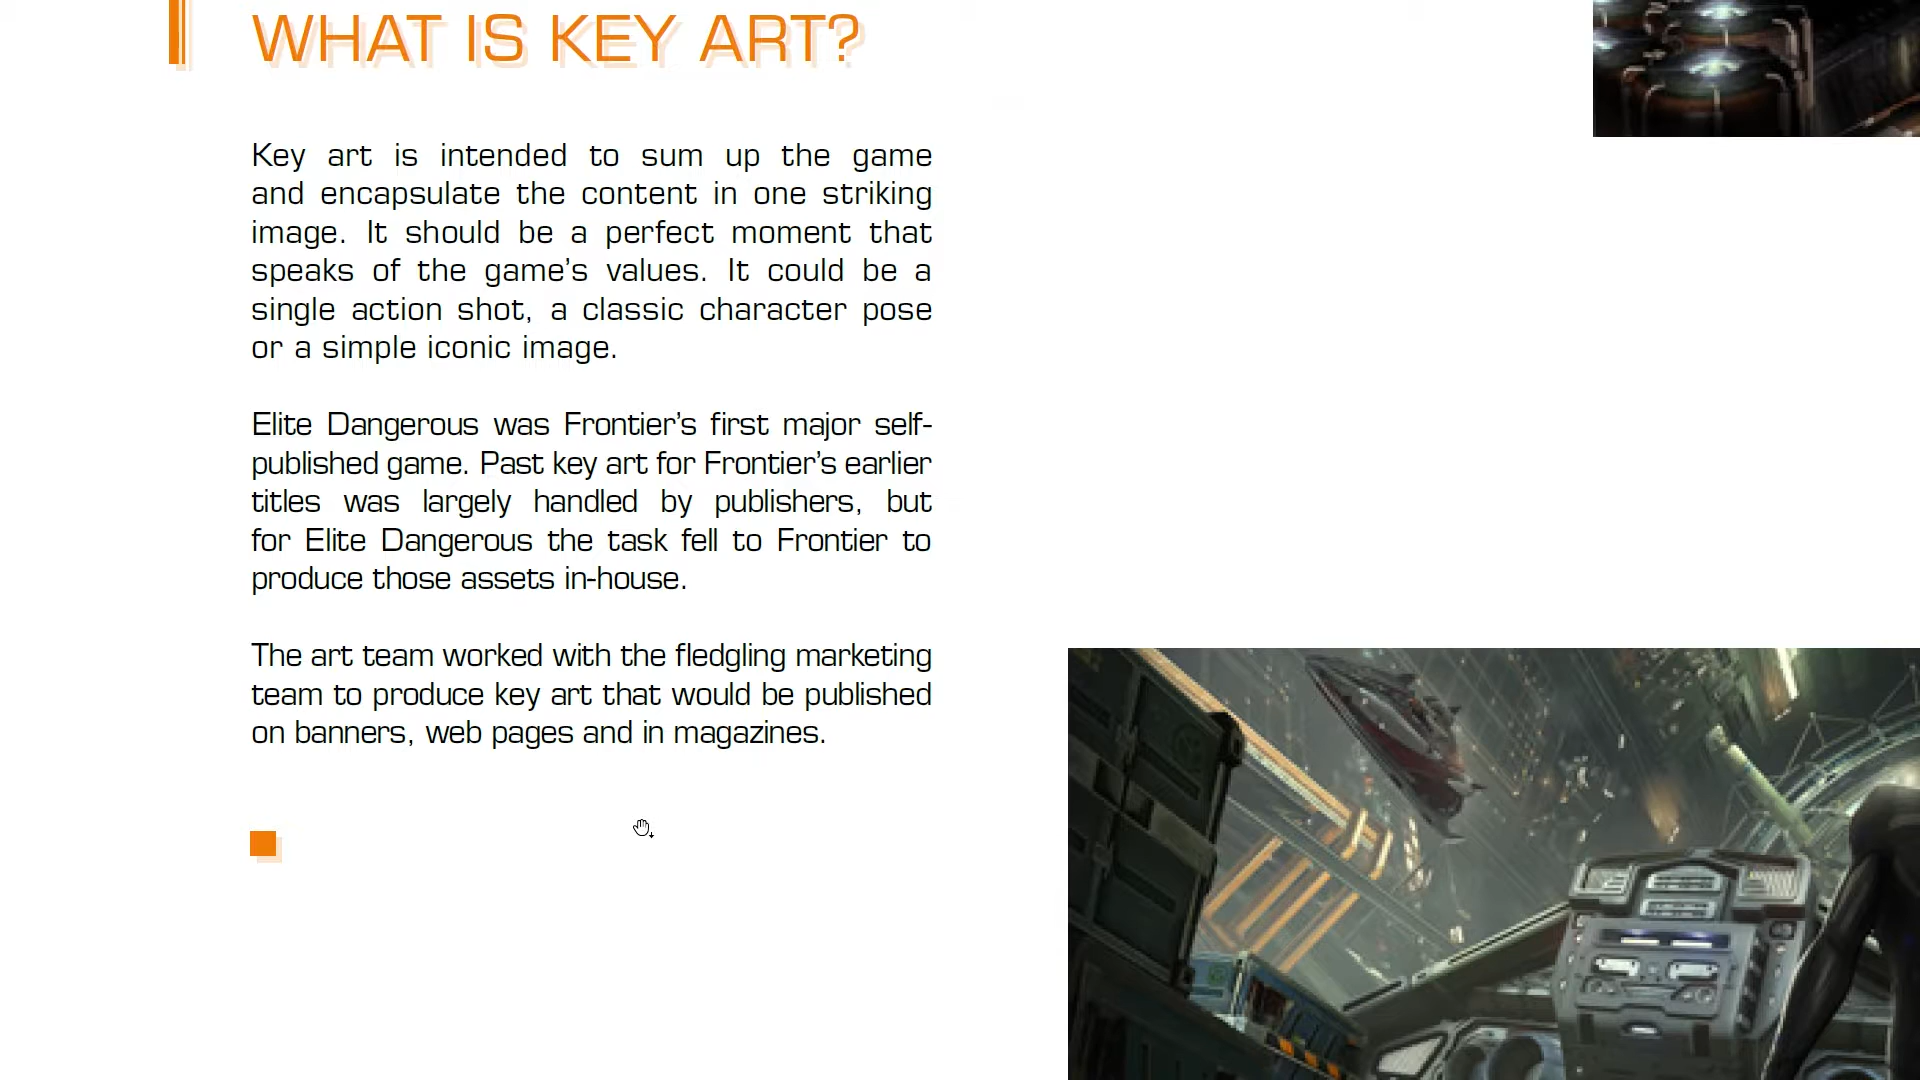 WHAT IS KEY ART?
Key art is intended to sum up the game
and encapsulate the content in one striking
image. It should be a perfect moment that
speaks of the game’s values. It could be a
single action shot, a classic character pose
or a simple iconic image.
Elite Dangerous was Frontier’s first major self-
published game. Past key art for Frontier’s earlier
titles was largely handled by publishers, but
for Elite Dangerous the task fell to Frontier to
produce those assets in-house.
The art team worked with the fledgling marketing
team to produce key art that would be published
on banners, web pages and in magazines.